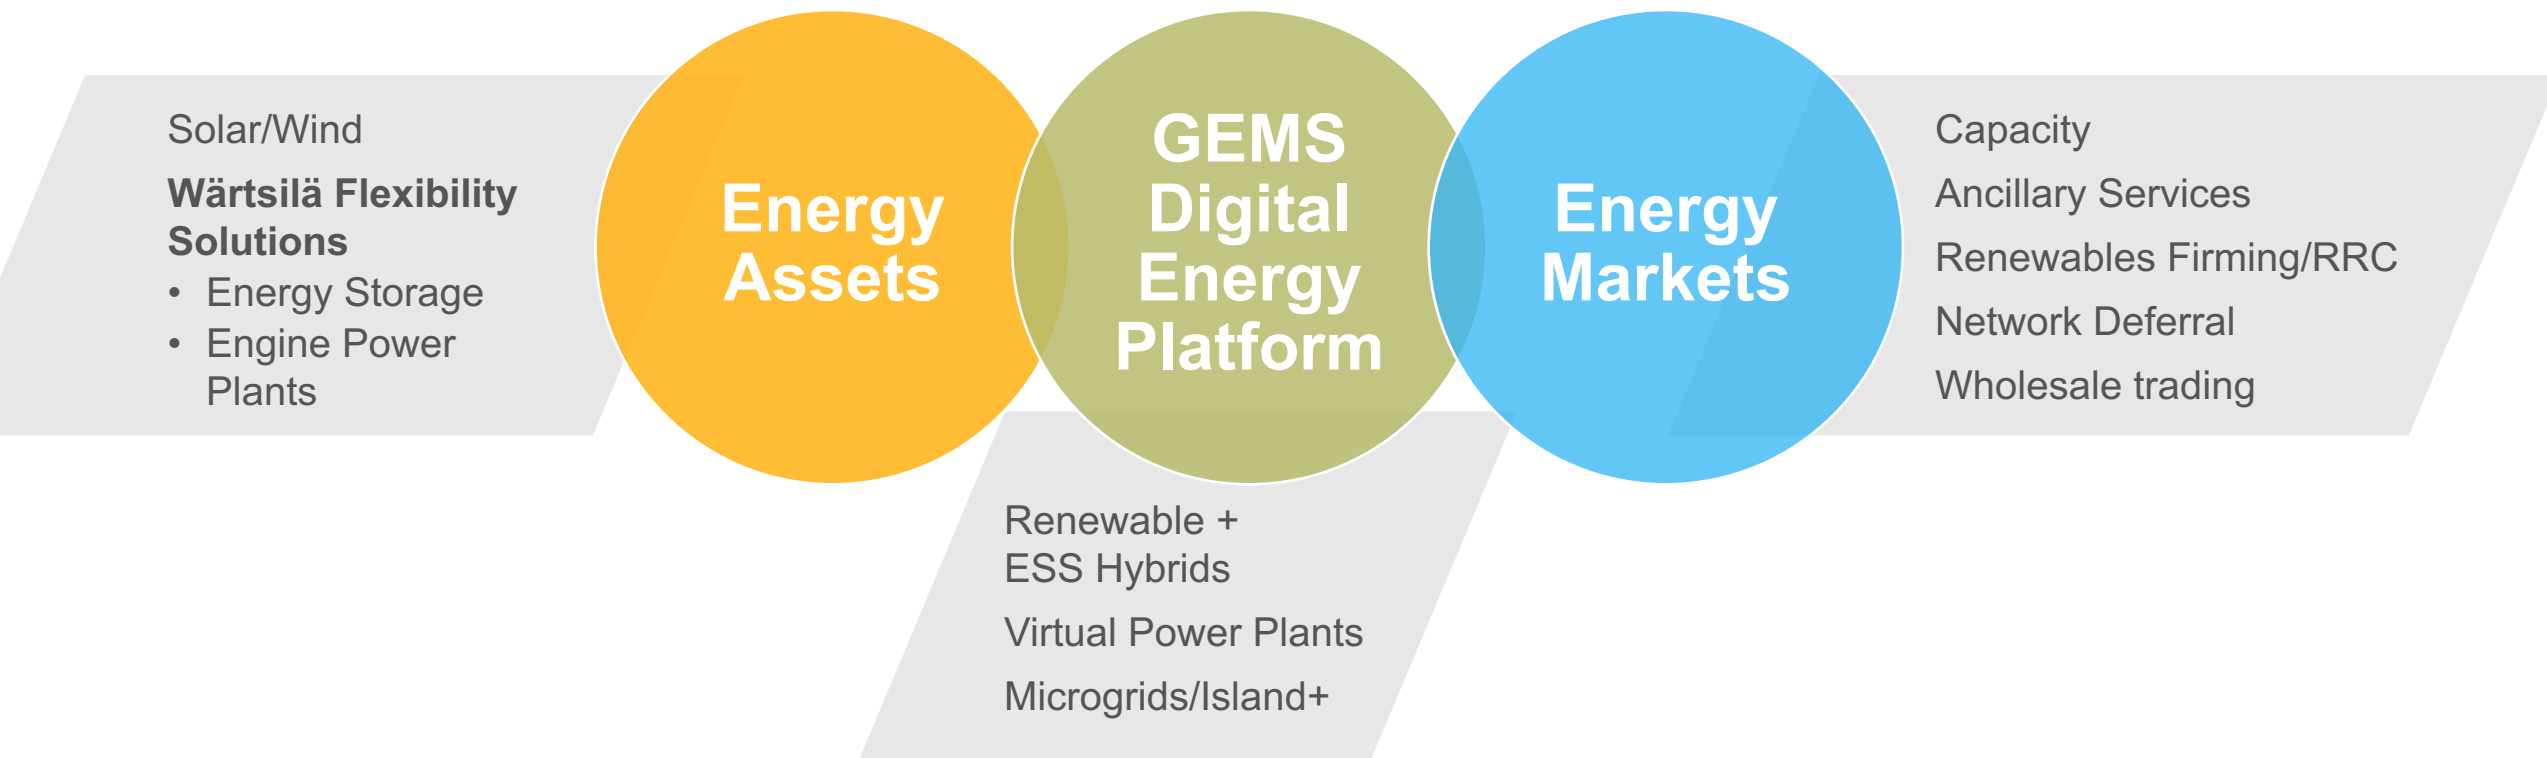 Solar/Wind
Wärtsilä Flexibility
Solutions
• Energy Storage
• Engine Power
Plants
Energy
Assets
GEMS
Digital
Energy
Platform
Renewable +
ESS Hybrids
Virtual Power Plants
Microgrids/Island+
Energy
Markets
Capacity
Ancillary Services
Renewables Firming/RRC
Network Deferral
Wholesale trading